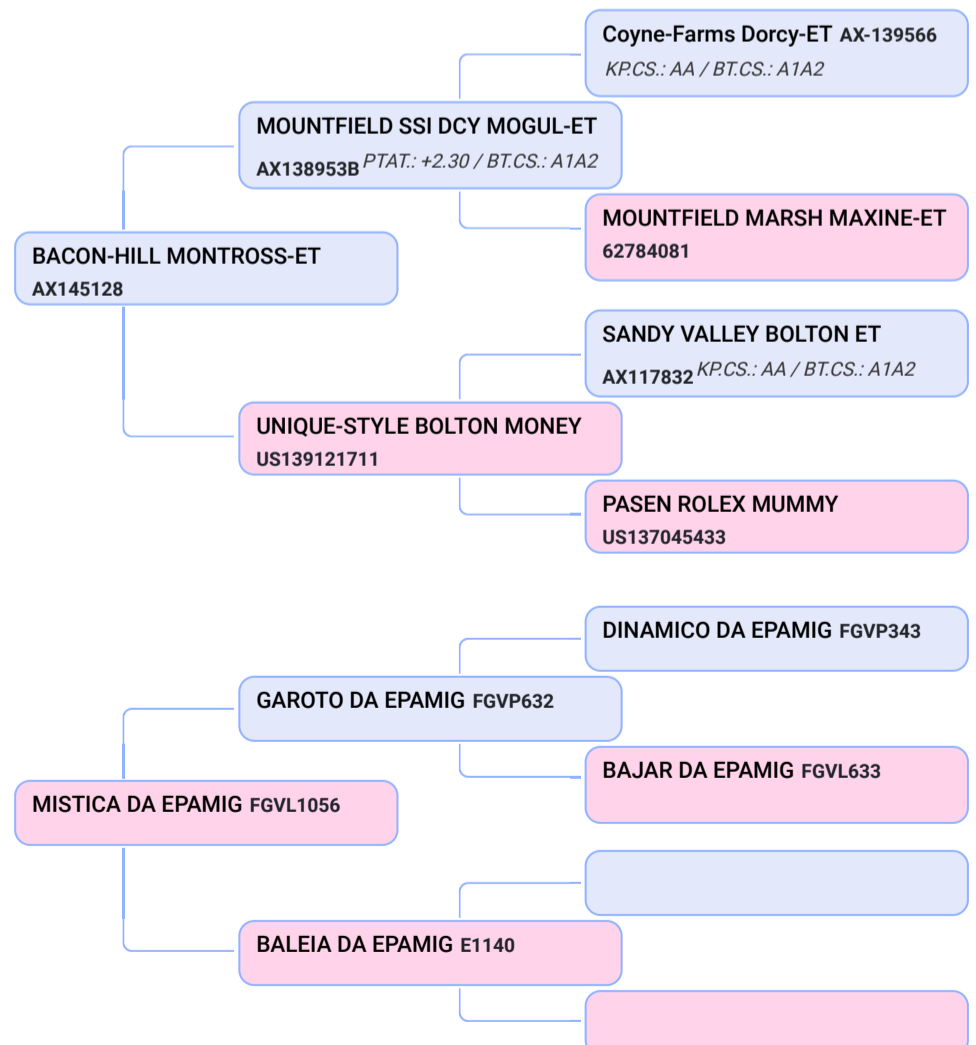 Coyne-Farms Dorcy-ET AX-139566
KP.CS.: AA / BT.CS.: A1A2
MOUNTFIELD SSI DCY MOGUL-ET
AX138953B PTAT.: +2.30 / BT.CS.: A1A2
MOUNTFIELD MARSH MAXINE-ET
62784081
BACON-HILL MONTROSS-ET
AX145128
SANDY VALLEY BOLTON ET
AX117832 KP.CS.: AA / BT.CS.: A1A2
UNIQUE-STYLE BOLTON MONEY
US139121711
PASEN ROLEX MUMMY
US137045433
DINAMICO DA EPAMIG FGVP343
GAROTO DA EPAMIG FGVP632
BAJAR DA EPAMIG FGVL633
MISTICA DA EPAMIG FGVL1056
BALEIA DA EPAMIG E1140